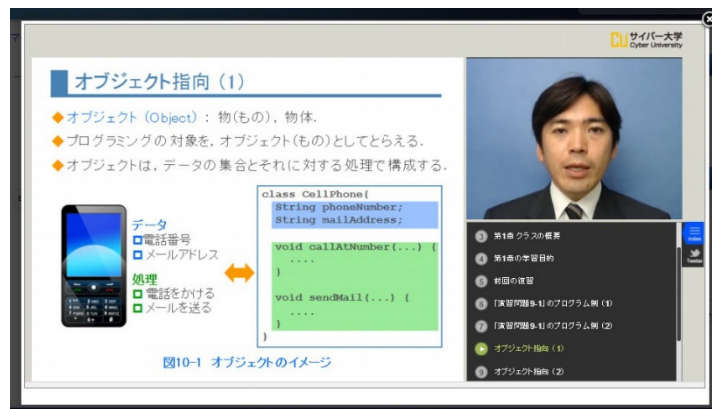 サイバー大学
Cyber University
オブジェクト指向（1）
◆オブジェクト（Object）：物(もの)，物体．
◆プログラミングの対象を，オブジェクト(もの)としてとらえる．
◆オブジェクトは，データの集合とそれに対する処理で構成する．
データ
電話番号
メールアドレス
処理
電話をかける
メールを送る
class CellPhone{
String phoneNumber;
String mailAddress;
void callAtNumber(...) {
....
}
void sendMail(...) {
....
}
}
図10-1 オブジェクトのイメージ
3 第1章 クラスの概要
4 第1章の学習目的
5 前回の復習
6 「演習問題9-1」のプログラム例（1）
7 「演習問題9-1」のプログラム例（2）
オブジェクト指向（1）
9 オブジェクト指向（2）
Index
Twitter